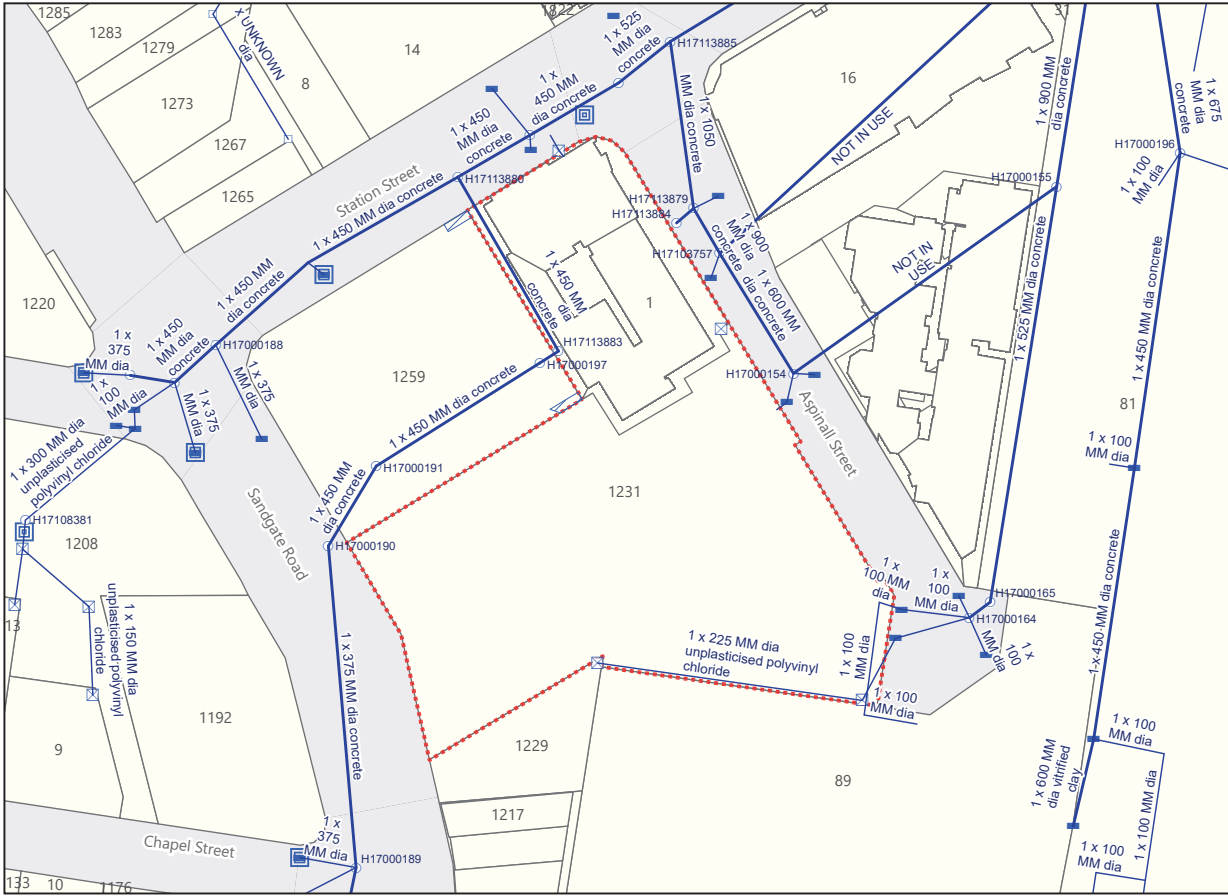 1285
1283
1279
1273
1267
1265
1 x UNKNOWN
dia
8
14
1822
1 x 525
MM dia
concrete
H17113885
16
31
1 x 900 MM
dia concrete
1 x 675
MM dia
concrete
H17000196
1 x 100
MM dia
1 x
450 MM
dia concrete
1 x 450
MM dia
concrete
H17113880
Station Street
1 x 450 MM dia concrete
1 x 1050
MM dia concrete
NOT IN USE
H17000155
H17113879
H17113884
H17103757
1 x 900
MM dia
concrete
1 x 600 MM
dia concrete
NOT IN
USE
1220
1 x 450 MM
dia concrete
1 x 450 MM
dia
concrete
1
1 x 525 MM dia concrete
1 x 450 MM dia concrete
1 x
375
MM dia
1 x 450
MM dia
concrete
H17000188
1 x
100
MM dia
1 x 375
MM dia
1 x 375
MM dia
1259
H17113883
H17000197
H17000154
81
1 x 450 MM dia concrete
1 x 300 MM dia
unplasticised
polyvinyl chloride
H17000191
Aspinall Street
1 x 100
MM dia
1231
1 x 450 MM
dia concrete
Sandgate Road
H17108381
1208
H17000190
13
1 x 150 MM dia
unplasticised polyvinyl
chloride
1 x
100 MM
dia
1 x
100
MM dia
H17000165
H17000164
1 x
100
MM dia
1 x 450 MM dia concrete
1 x 225 MM dia
unplasticised polyvinyl
chloride
1 x 100
MM dia
1 x 100
MM dia
1 x 375 MM dia concrete
1192
9
1229
89
1 x 100
MM dia
1 x 600 MM
dia vitrified
clay
1 x 100 MM dia
1217
Chapel Street
1 x
375
MM dia
H17000189
1 x 100
MM dia
133
10
1176